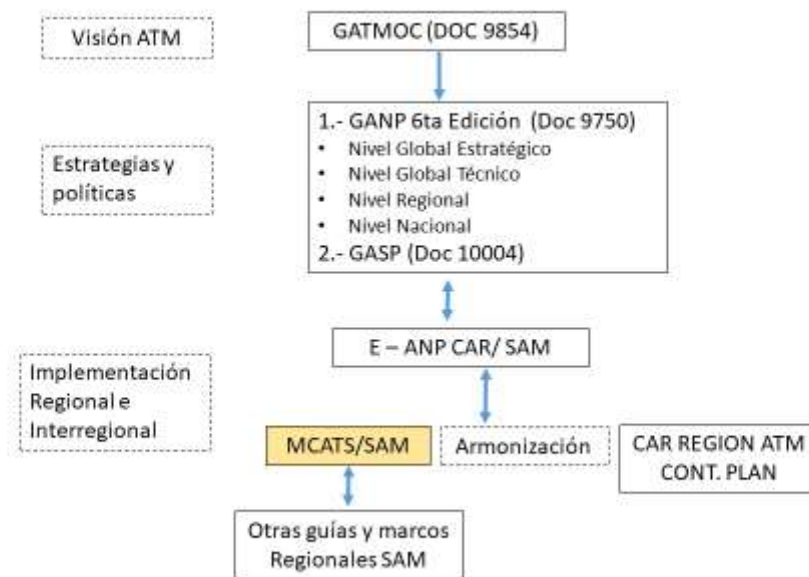 Visión ATM
GATMOC (DOC 9854)
Estrategias y
políticas
1.- GANP 6ta Edición (Doc 9750)
• Nivel Global Estratégico
• Nivel Global Técnico
• Nivel Regional
• Nivel Nacional
2.- GASP (Doc 10004)
Implementación
Regional e
Interregional
E – ANP CAR/ SAM
MCATS/SAM
Armonización
CAR REGION ATM
CONT. PLAN
Otras guías y marcos
Regionales SAM